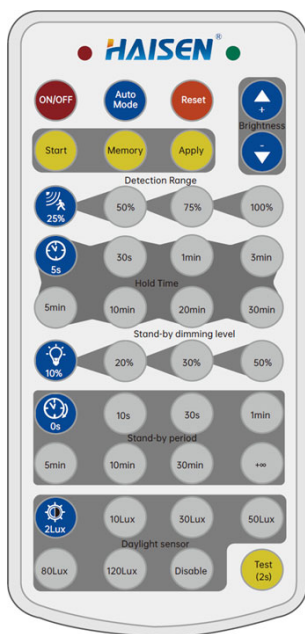 HAISEN®
ON/OFF Auto Mode Reset +
Brightness
-
Start Memory Apply
Detection Range
25% 50% 75% 100%
5s 30s 1min 3min
Hold Time
5min 10min 20min 30min
Stand-by dimming level
10% 20% 30% 50%
0s 10s 30s 1min
Stand-by period
5min 10min 30min +∞
2Lux 10Lux 30Lux 50Lux
Daylight sensor
80Lux 120Lux Disable Test (2s)